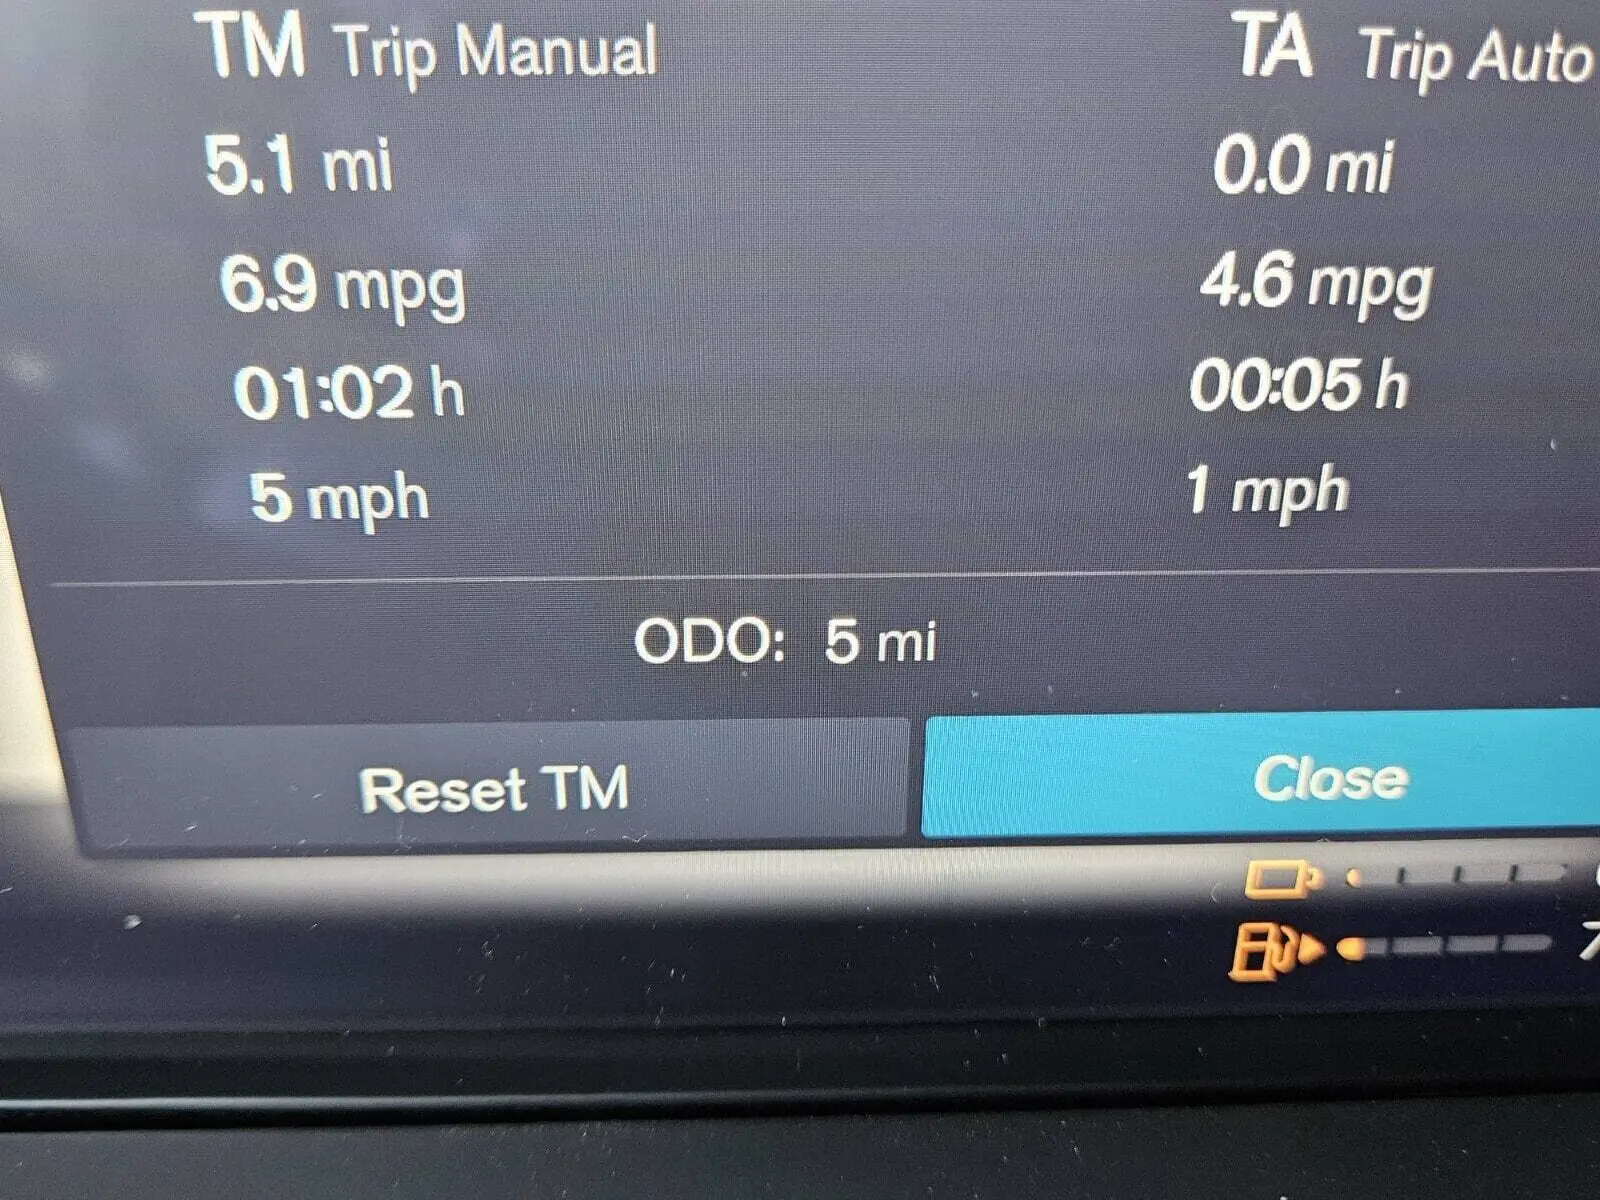 TM Trip Manual TA Trip Auto
5.1 mi 0.0 mi
6.9 mpg 4.6 mpg
01:02 h 00:05 h
5 mph 1 mph
ODO: 5 mi
Reset TM Close